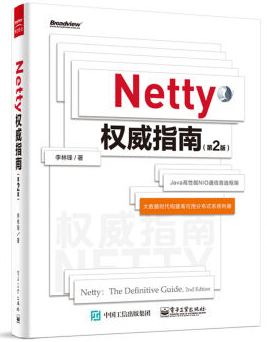 Broadview
Netty
权威指南(第2版)
李林锋 / 著
Java高性能NIO通信首选框架
大数据时代构建高可用分布式系统利器
权威指南
NETTY
Netty: The Definitive Guide, 2nd Edition
中国工信出版集团
电子工业出版社
Netty权威指南(第2版)
李林锋 / 著